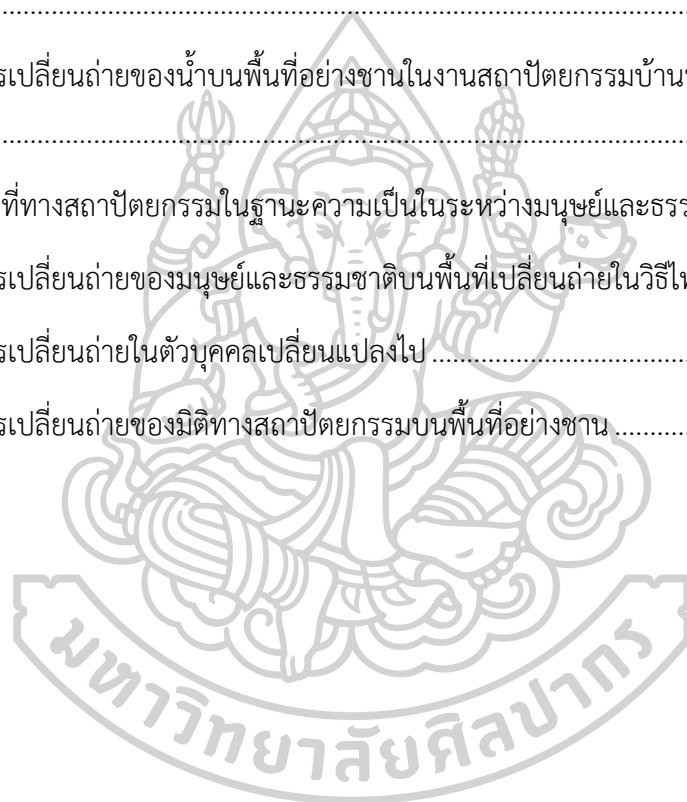 ....................................................................................................
รเปลี่ยนถ่ายของน้ำบนพื้นที่อย่างชานในงานสถาปัตยกรรมบ้าน
....................................................................................................
ที่ทางสถาปัตยกรรมในฐานะความเป็นในระหว่างมนุษย์และธรร
รเปลี่ยนถ่ายของมนุษย์และธรรมชาติบนพื้นที่เปลี่ยนถ่ายในวิธีไ
รเปลี่ยนถ่ายในตัวบุคคลเปลี่ยนแปลงไป ........................................
รเปลี่ยนถ่ายของมิติทางสถาปัตยกรรมบนพื้นที่อย่างชาน ...........
มหาวิทยาลัยศิลปากร